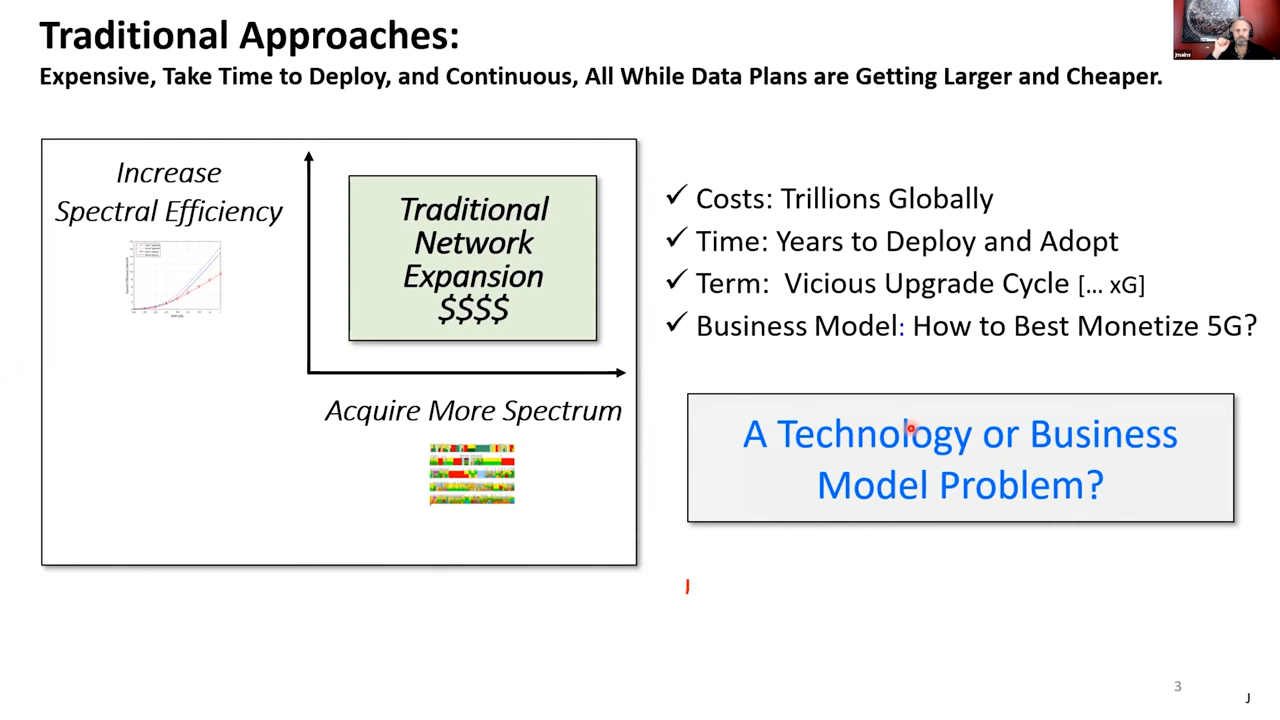 Traditional Approaches:
Expensive, Take Time to Deploy, and Continuous, All While Data Plans are Getting Larger and Cheaper.
jmains
Increase
Spectral Efficiency
Traditional
Network
Expansion
$$$$
Acquire More Spectrum
✓ Costs: Trillions Globally
✓ Time: Years to Deploy and Adopt
✓ Term: Vicious Upgrade Cycle [... xG]
✓ Business Model: How to Best Monetize 5G?
A Technology or Business
Model Problem?
3
J